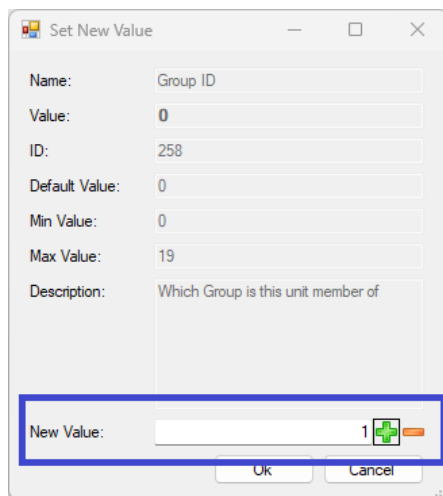 Set New Value
Name: Group ID
Value: 0
ID: 258
Default Value: 0
Min Value: 0
Max Value: 19
Description: Which Group is this unit member of
New Value: 1
Ok Cancel